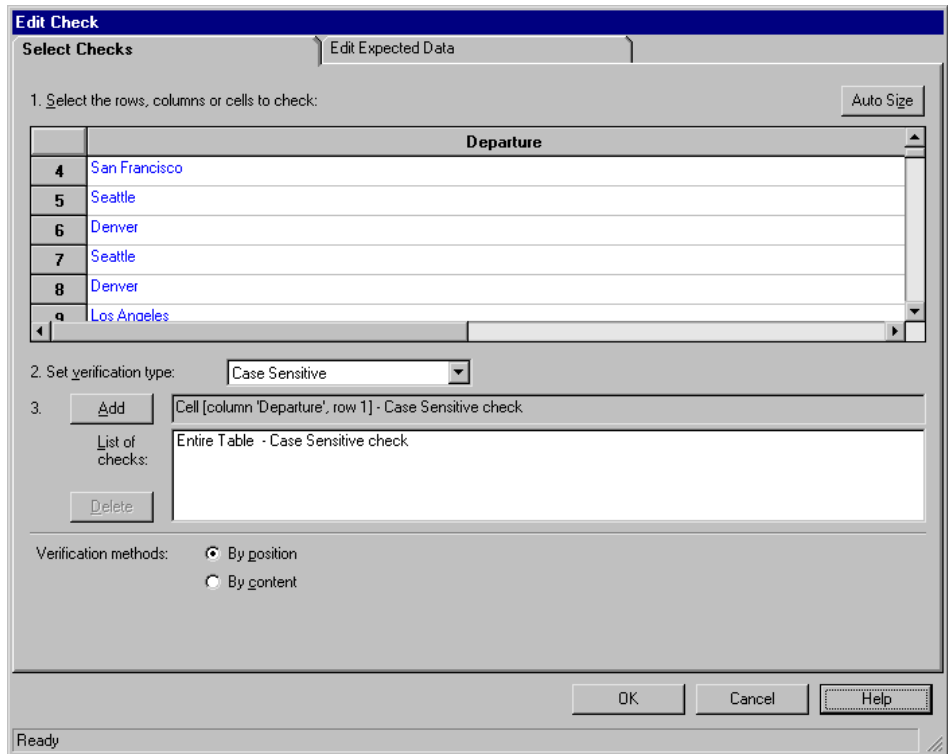 Edit Check
Select Checks
Edit Expected Data
1. Select the rows, columns or cells to check:
Auto Size
Departure
4 San Francisco
5 Seattle
6 Denver
7 Seattle
8 Denver
9 Los Angeles
2. Set verification type: Case Sensitive
3. Add Cell [column 'Departure', row 1] - Case Sensitive check
List of checks: Entire Table - Case Sensitive check
Delete
Verification methods: By position
By content
OK Cancel Help
Ready